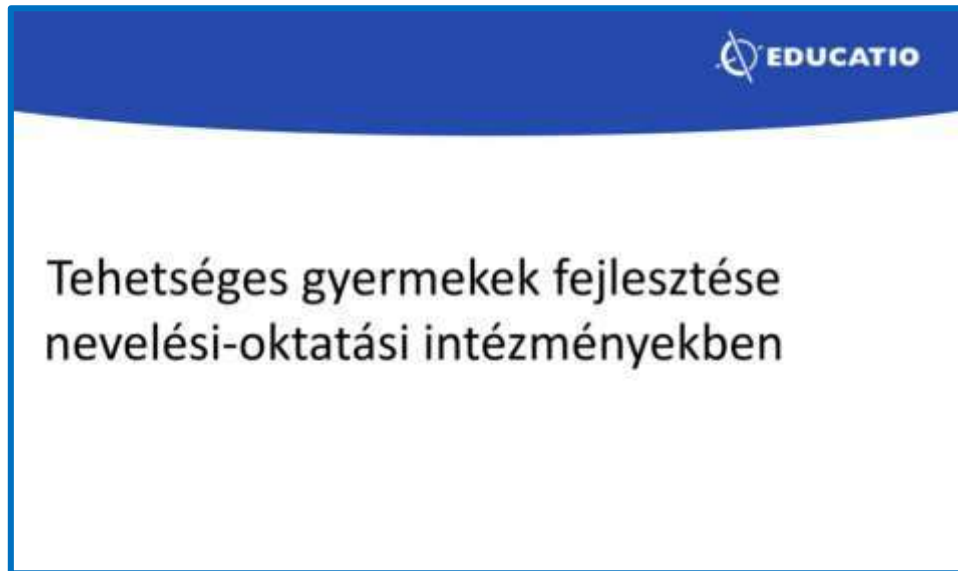 EDUCATIO
Tehetséges gyermekek fejlesztése
nevelési-oktatási intézményekben